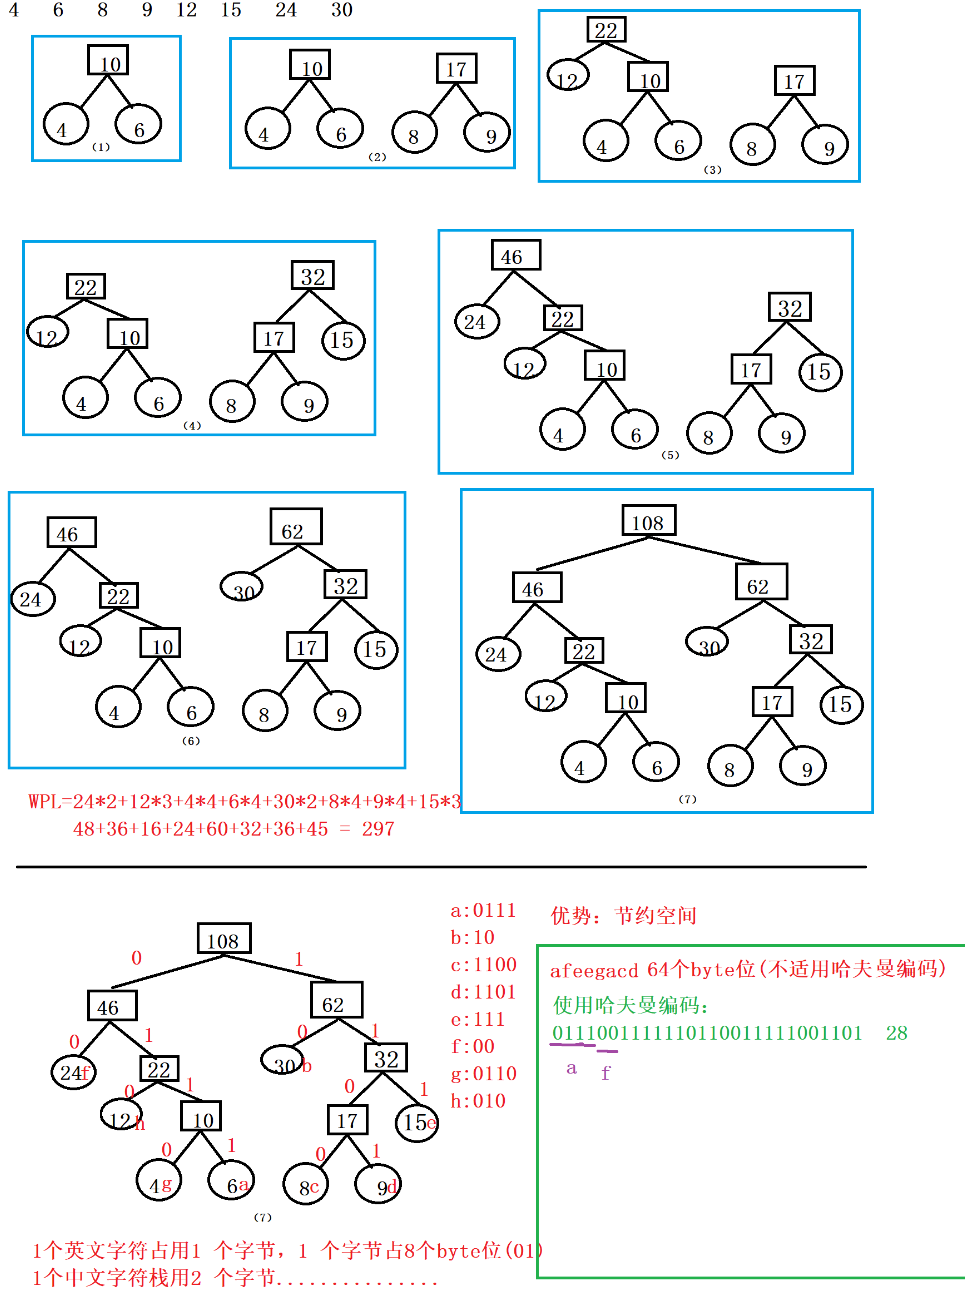 4 6 8 9 12 15 24 30
10
4 6
(1)
10 17
4 6 8 9
(2)
22
12 10 17
4 6 8 9
(3)
22 32
12 10 17 15
4 6 8 9
(4)
46
24 22 32
12 10 17 15
4 6 8 9
(5)
46 62
24 22 30 32
12 10 17 15
4 6 8 9
(6)
108
46 62
24 22 30 32
12 10 17 15
4 6 8 9
(7)
WPL=24*2+12*3+4*4+6*4+30*2+8*4+9*4+15*3
48+36+16+24+60+32+36+45 = 297
108
0 1
46 62
0 1 0 1
24f 22 30b 32
0 1 0 1
12h 10 17 15e
0 1 0 1
4g 6a 8c 9d
(7)
a:0111
b:10
c:1100
d:1101
e:111
f:00
g:0110
h:010
优势：节约空间
afeegacd 64个byte位(不适用哈夫曼编码)
使用哈夫曼编码：
0111001111110110011111001101 28
a f
1个英文字符占用1 个字节，1 个字节占8个byte位(01)
1个中文字符栈用2 个字节...............